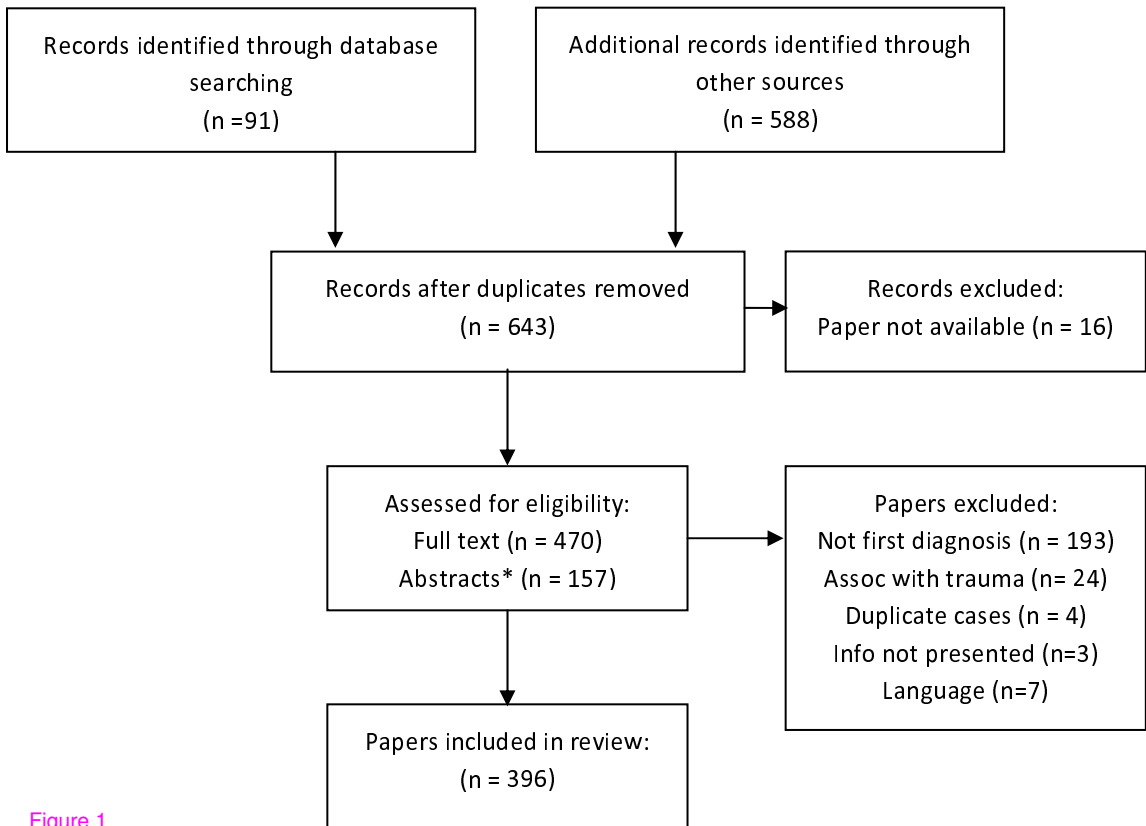 Records identified through database
searching
(n =91)
Additional records identified through
other sources
(n = 588)
Records after duplicates removed
(n = 643)
Records excluded:
Paper not available (n = 16)
Assessed for eligibility:
Full text (n = 470)
Abstracts* (n = 157)
Papers excluded:
Not first diagnosis (n = 193)
Assoc with trauma (n= 24)
Duplicate cases (n = 4)
Info not presented (n=3)
Language (n=7)
Papers included in review:
(n = 396)
Figure 1